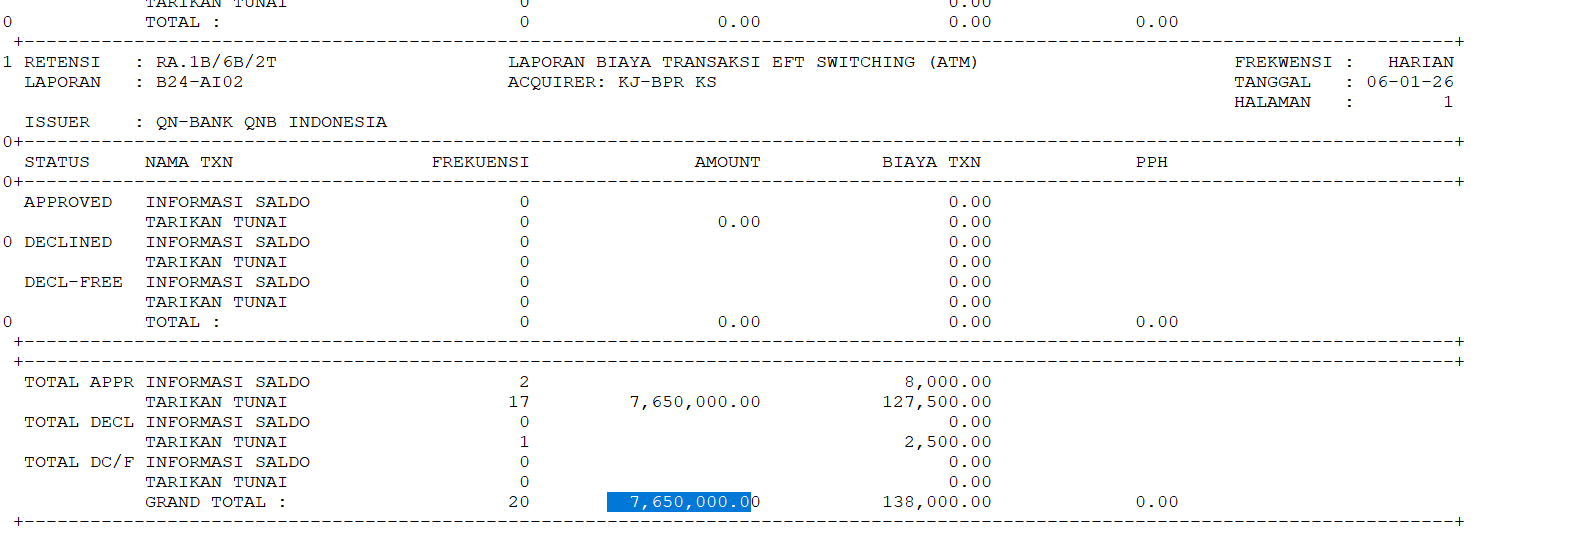 TARIKAN TUNAI 0 0.00
0 TOTAL : 0 0.00 0.00 0.00
+----------------------------------------------------------------------------------------------------------------------------------+
1 RETENSI : RA.1B/6B/2T LAPORAN BIAYA TRANSAKSI EFT SWITCHING (ATM) FREKWENSI : HARIAN
LAPORAN : B24-AI02 ACQUIRER: KJ-BPR KS TANGGAL : 06-01-26
HALAMAN : 1
ISSUER : QN-BANK QNB INDONESIA
0+----------------------------------------------------------------------------------------------------------------------------------+
STATUS NAMA TXN FREKUENSI AMOUNT BIAYA TXN PPH
0+----------------------------------------------------------------------------------------------------------------------------------+
APPROVED INFORMASI SALDO 0 0.00
TARIKAN TUNAI 0 0.00 0.00
0 DECLINED INFORMASI SALDO 0 0.00
TARIKAN TUNAI 0 0.00
DECL-FREE INFORMASI SALDO 0 0.00
TARIKAN TUNAI 0 0.00
0 TOTAL : 0 0.00 0.00 0.00
+----------------------------------------------------------------------------------------------------------------------------------+
+----------------------------------------------------------------------------------------------------------------------------------+
TOTAL APPR INFORMASI SALDO 2 8,000.00
TARIKAN TUNAI 17 7,650,000.00 127,500.00
TOTAL DECL INFORMASI SALDO 0 0.00
TARIKAN TUNAI 1 2,500.00
TOTAL DC/F INFORMASI SALDO 0 0.00
TARIKAN TUNAI 0 0.00
GRAND TOTAL : 20 7,650,000.00 138,000.00 0.00
+----------------------------------------------------------------------------------------------------------------------------------+